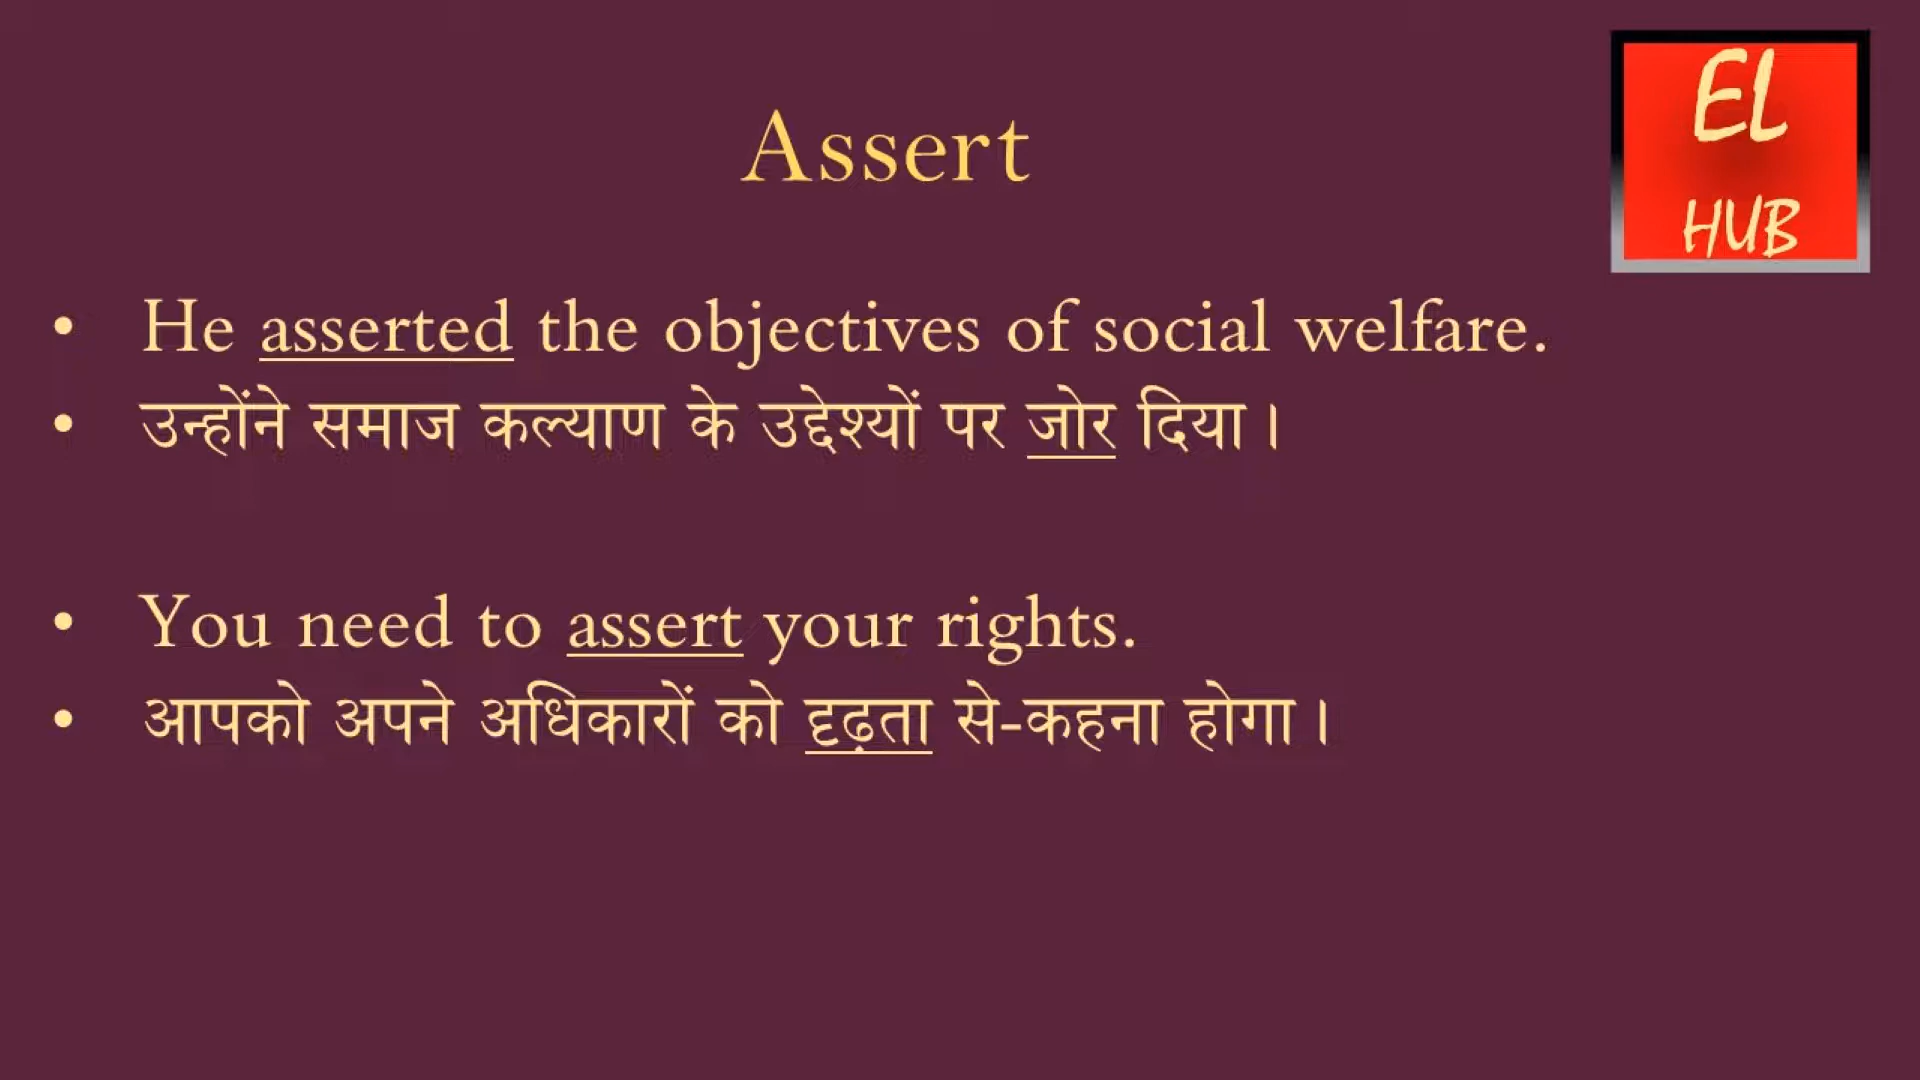 EL
HUB
Assert
• He asserted the objectives of social welfare.
• उन्होंने समाज कल्याण के उद्देश्यों पर जोर दिया।
• You need to assert your rights.
• आपको अपने अधिकारों को दृढ़ता से-कहना होगा।